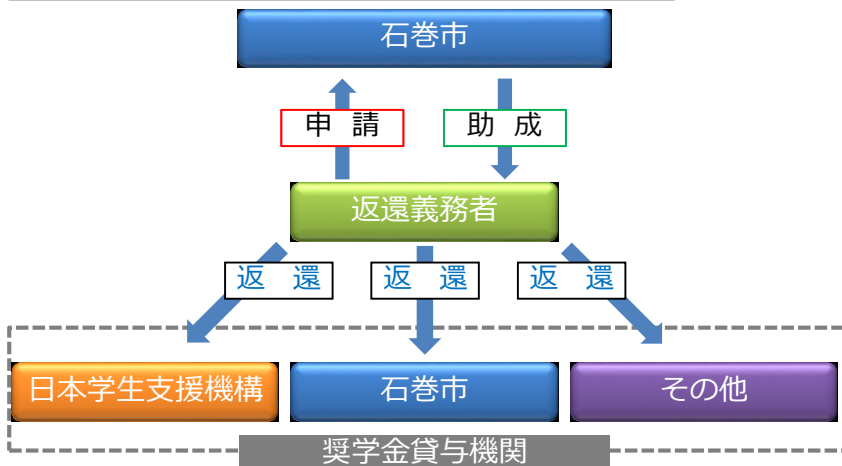 石巻市
申 請
助 成
返還義務者
返 還
返 還
返 還
日本学生支援機構
石巻市
その他
奨学金貸与機関